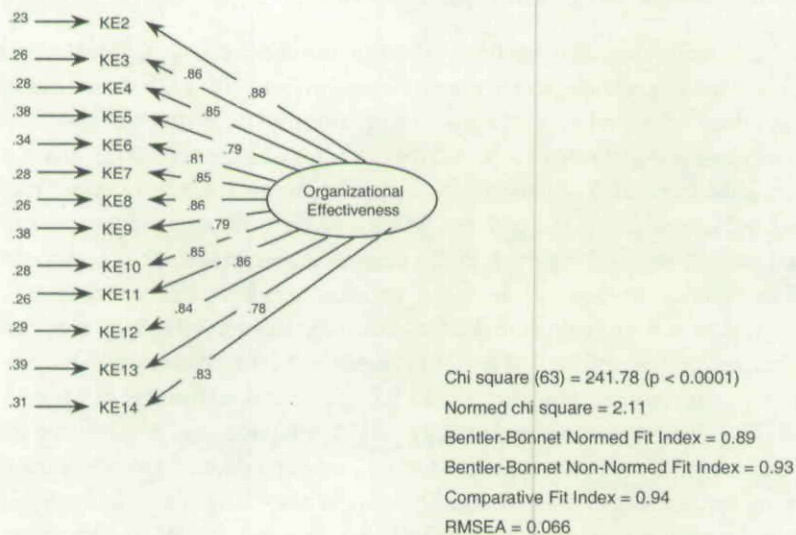 .23 KE2
.26 KE3
.28 KE4
.38 KE5
.34 KE6
.28 KE7
.26 KE8
.38 KE9
.28 KE10
.26 KE11
.29 KE12
.39 KE13
.31 KE14
.88
.86
.85
.79
.81
.85
.86
.79
.85
.86
.84
.78
.83
Organizational
Effectiveness
Chi square (63) = 241.78 (p < 0.0001)
Normed chi square = 2.11
Bentler-Bonnet Normed Fit Index = 0.89
Bentler-Bonnet Non-Normed Fit Index = 0.93
Comparative Fit Index = 0.94
RMSEA = 0.066